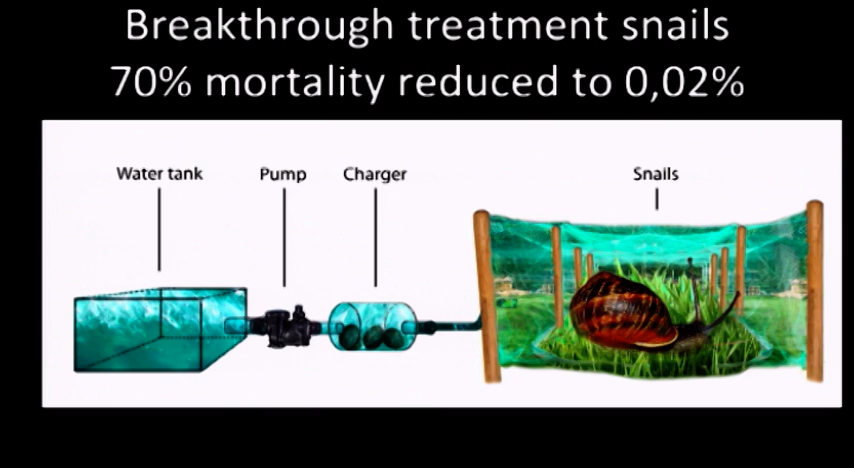 Breakthrough treatment snails
70% mortality reduced to 0,02%
Water tank Pump Charger Snails